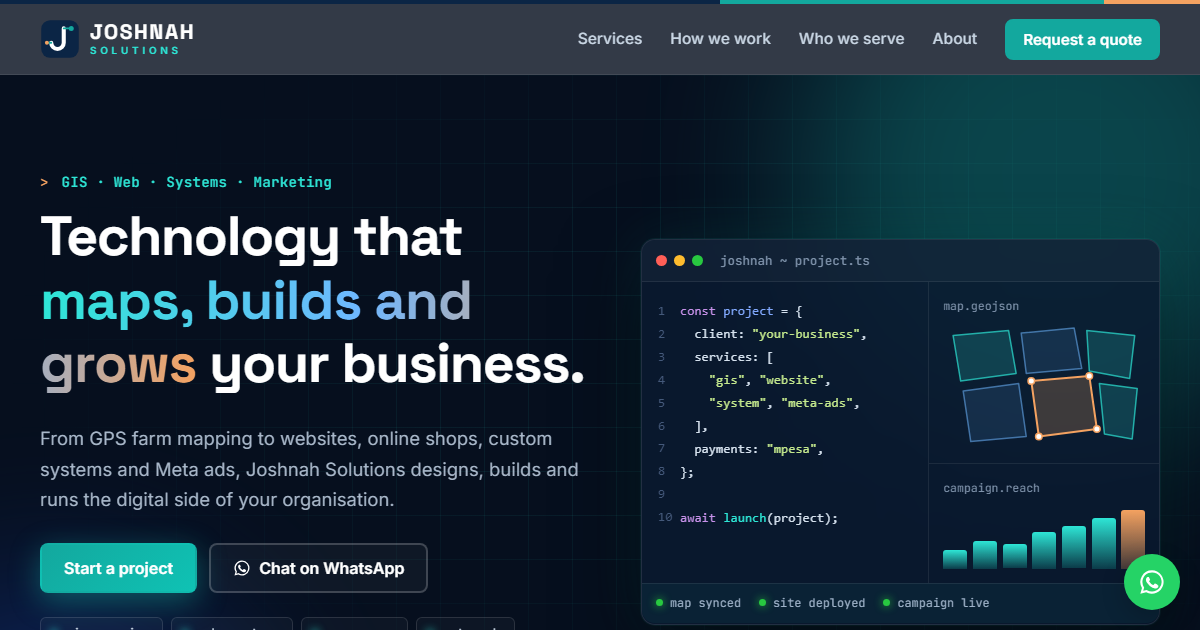 JOSHNAH
SOLUTIONS
Services
How we work
Who we serve
About
Request a quote
> GIS · Web · Systems · Marketing
Technology that
maps, builds and
grows your business.
From GPS farm mapping to websites, online shops, custom
systems and Meta ads, Joshnah Solutions designs, builds and
runs the digital side of your organisation.
Start a project
Chat on WhatsApp
joshnah ~ project.ts
1 const project = {
2 client: "your-business",
3 services: [
4 "gis", "website",
5 "system", "meta-ads",
6 ],
7 payments: "mpesa",
8 };
9
10 await launch(project);
map.geojson
campaign.reach
map synced
site deployed
campaign live